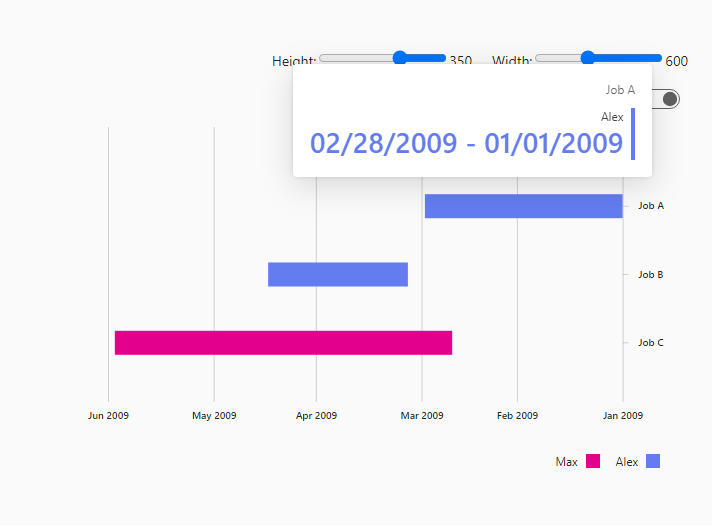 Height: 350 Width: 600
Job A
Alex
02/28/2009 - 01/01/2009
Job A
Job B
Job C
Jun 2009 May 2009 Apr 2009 Mar 2009 Feb 2009 Jan 2009
Max Alex